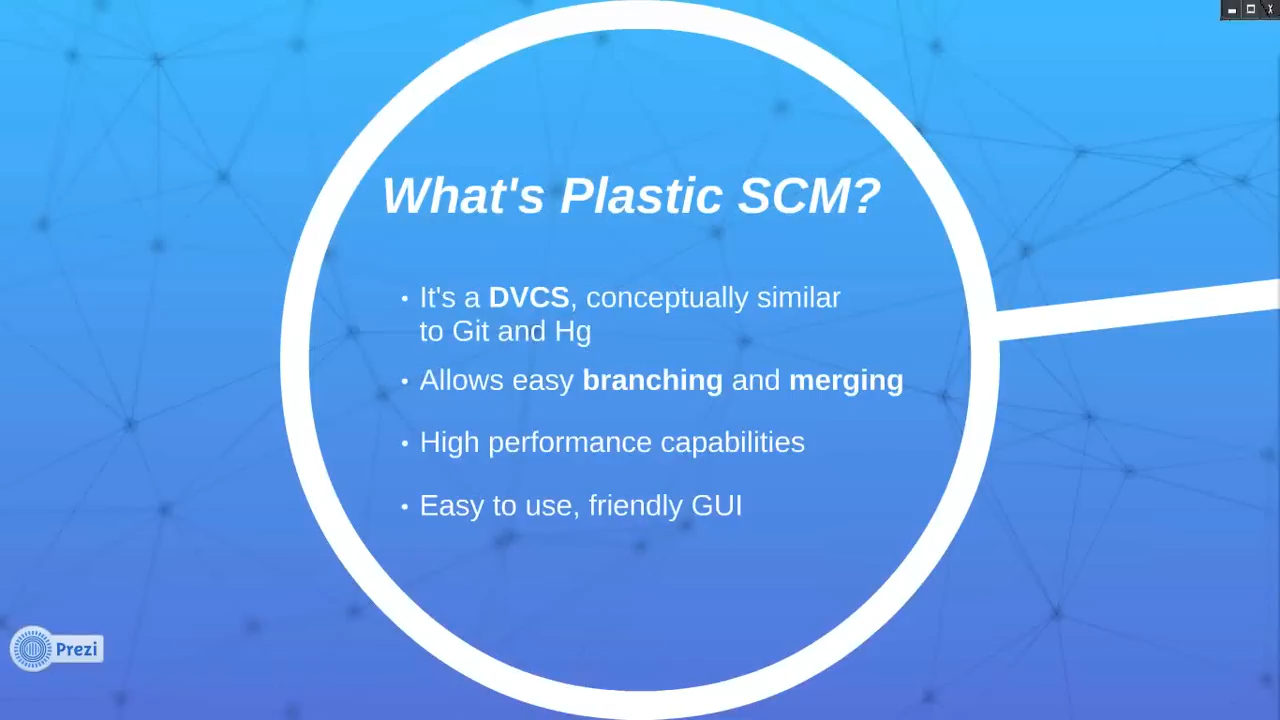 What's Plastic SCM?
• It's a DVCS, conceptually similar
to Git and Hg
• Allows easy branching and merging
• High performance capabilities
• Easy to use, friendly GUI
Prezi